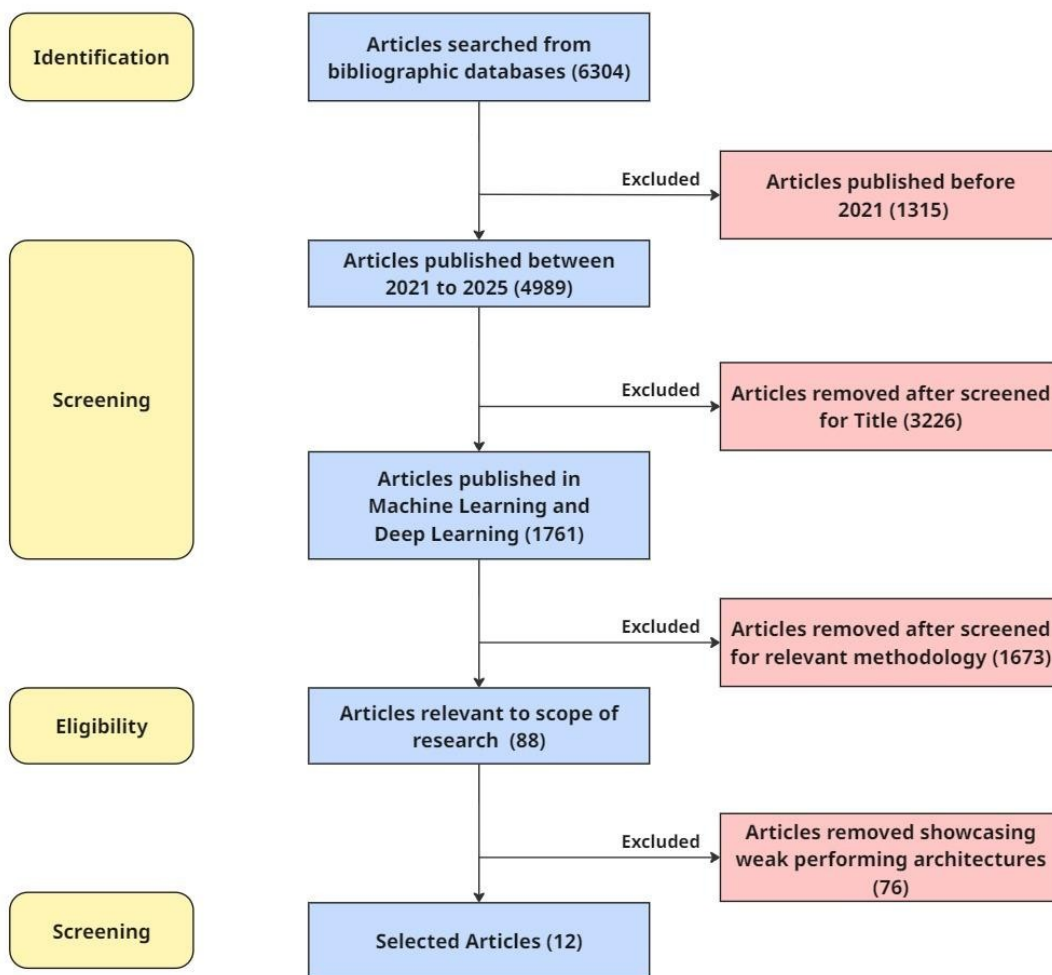 Identification
Articles searched from
bibliographic databases (6304)
Excluded
Articles published before
2021 (1315)
Screening
Articles published between
2021 to 2025 (4989)
Excluded
Articles removed after screened
for Title (3226)
Articles published in
Machine Learning and
Deep Learning (1761)
Excluded
Articles removed after screened
for relevant methodology (1673)
Eligibility
Articles relevant to scope of
research (88)
Excluded
Articles removed showcasing
weak performing architectures
(76)
Screening
Selected Articles (12)